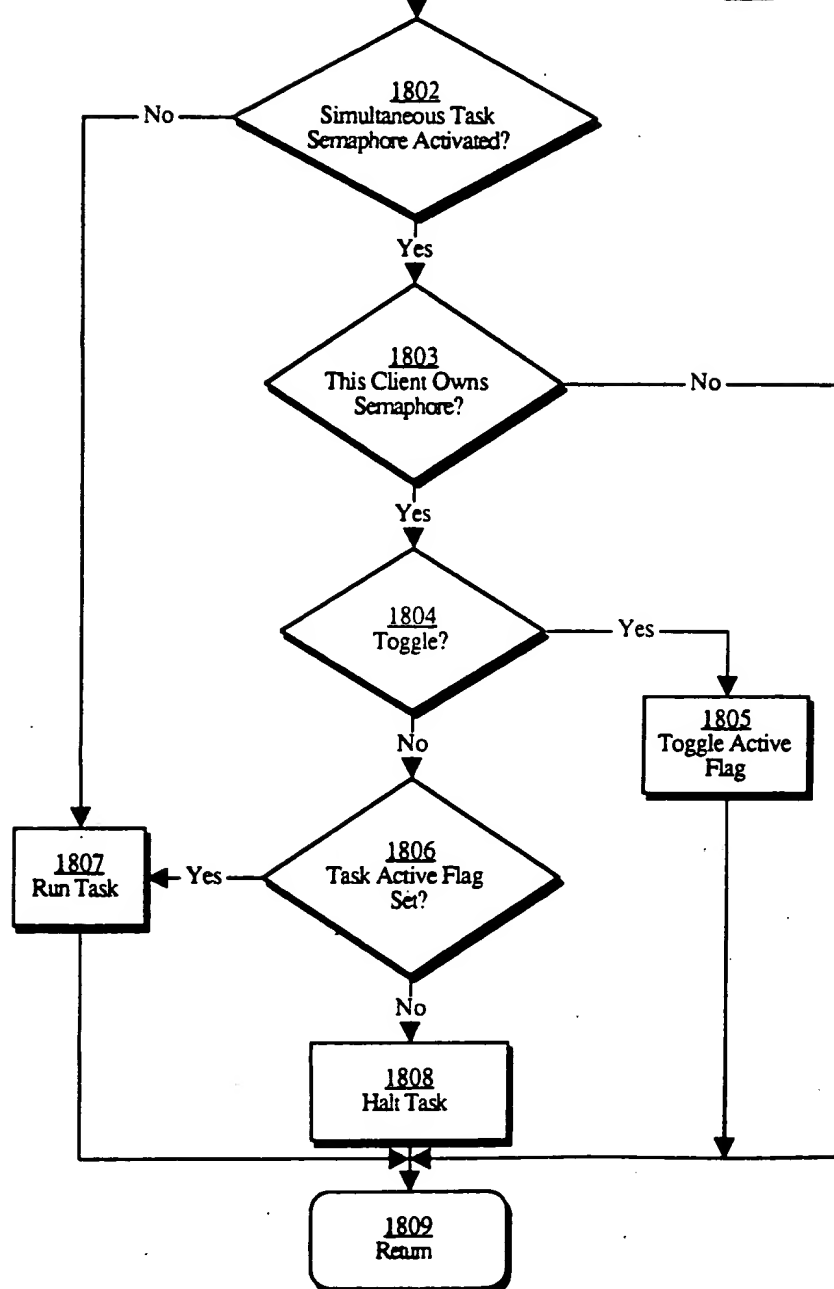 1802
Simultaneous Task
Semaphore Activated?
No
Yes
1803
This Client Owns
Semaphore?
No
Yes
1804
Toggle?
Yes
No
1805
Toggle Active
Flag
1806
Task Active Flag
Set?
Yes
1807
Run Task
No
1808
Halt Task
1809
Return